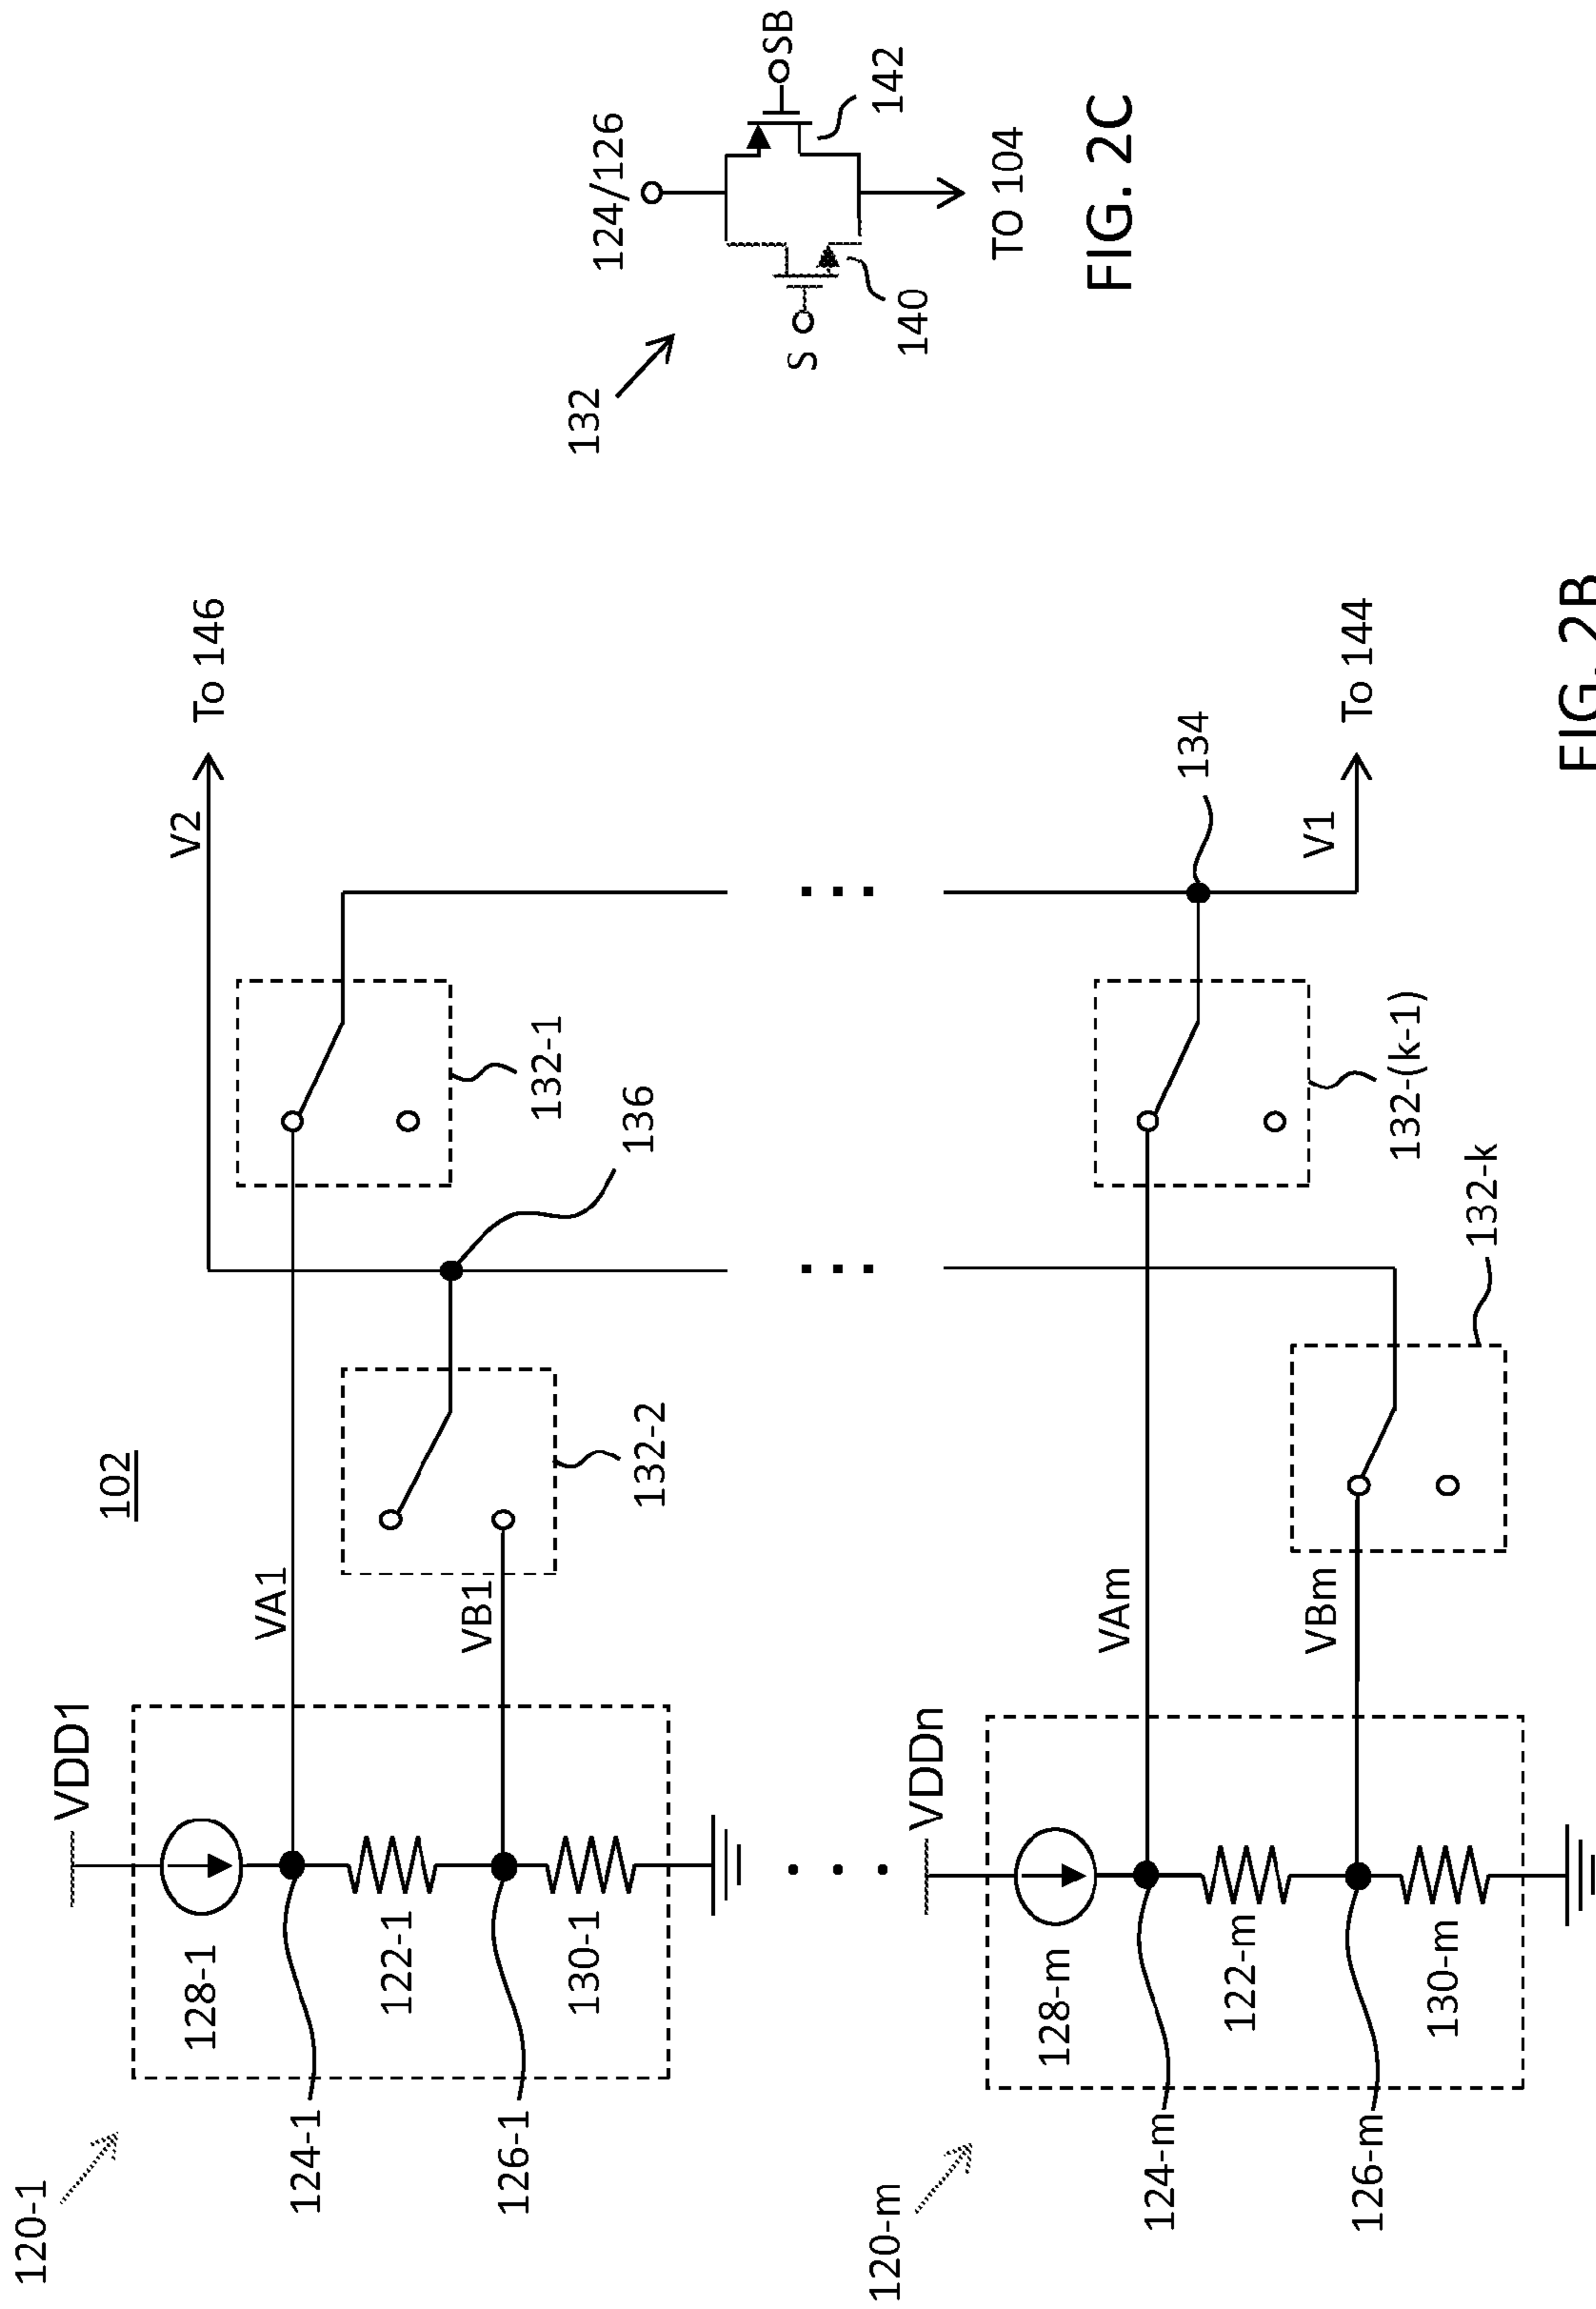 102
120-1
VDD1
128-1
124-1
122-1
126-1
130-1
VA1
VB1
132-2
136
132-1
V2
To 146
120-m
VDDn
128-m
124-m
122-m
126-m
130-m
VAm
VBm
132-k
132-(k-1)
134
V1
To 144
FIG. 2B
132
124/126
S
SB
140
142
TO 104
FIG. 2C